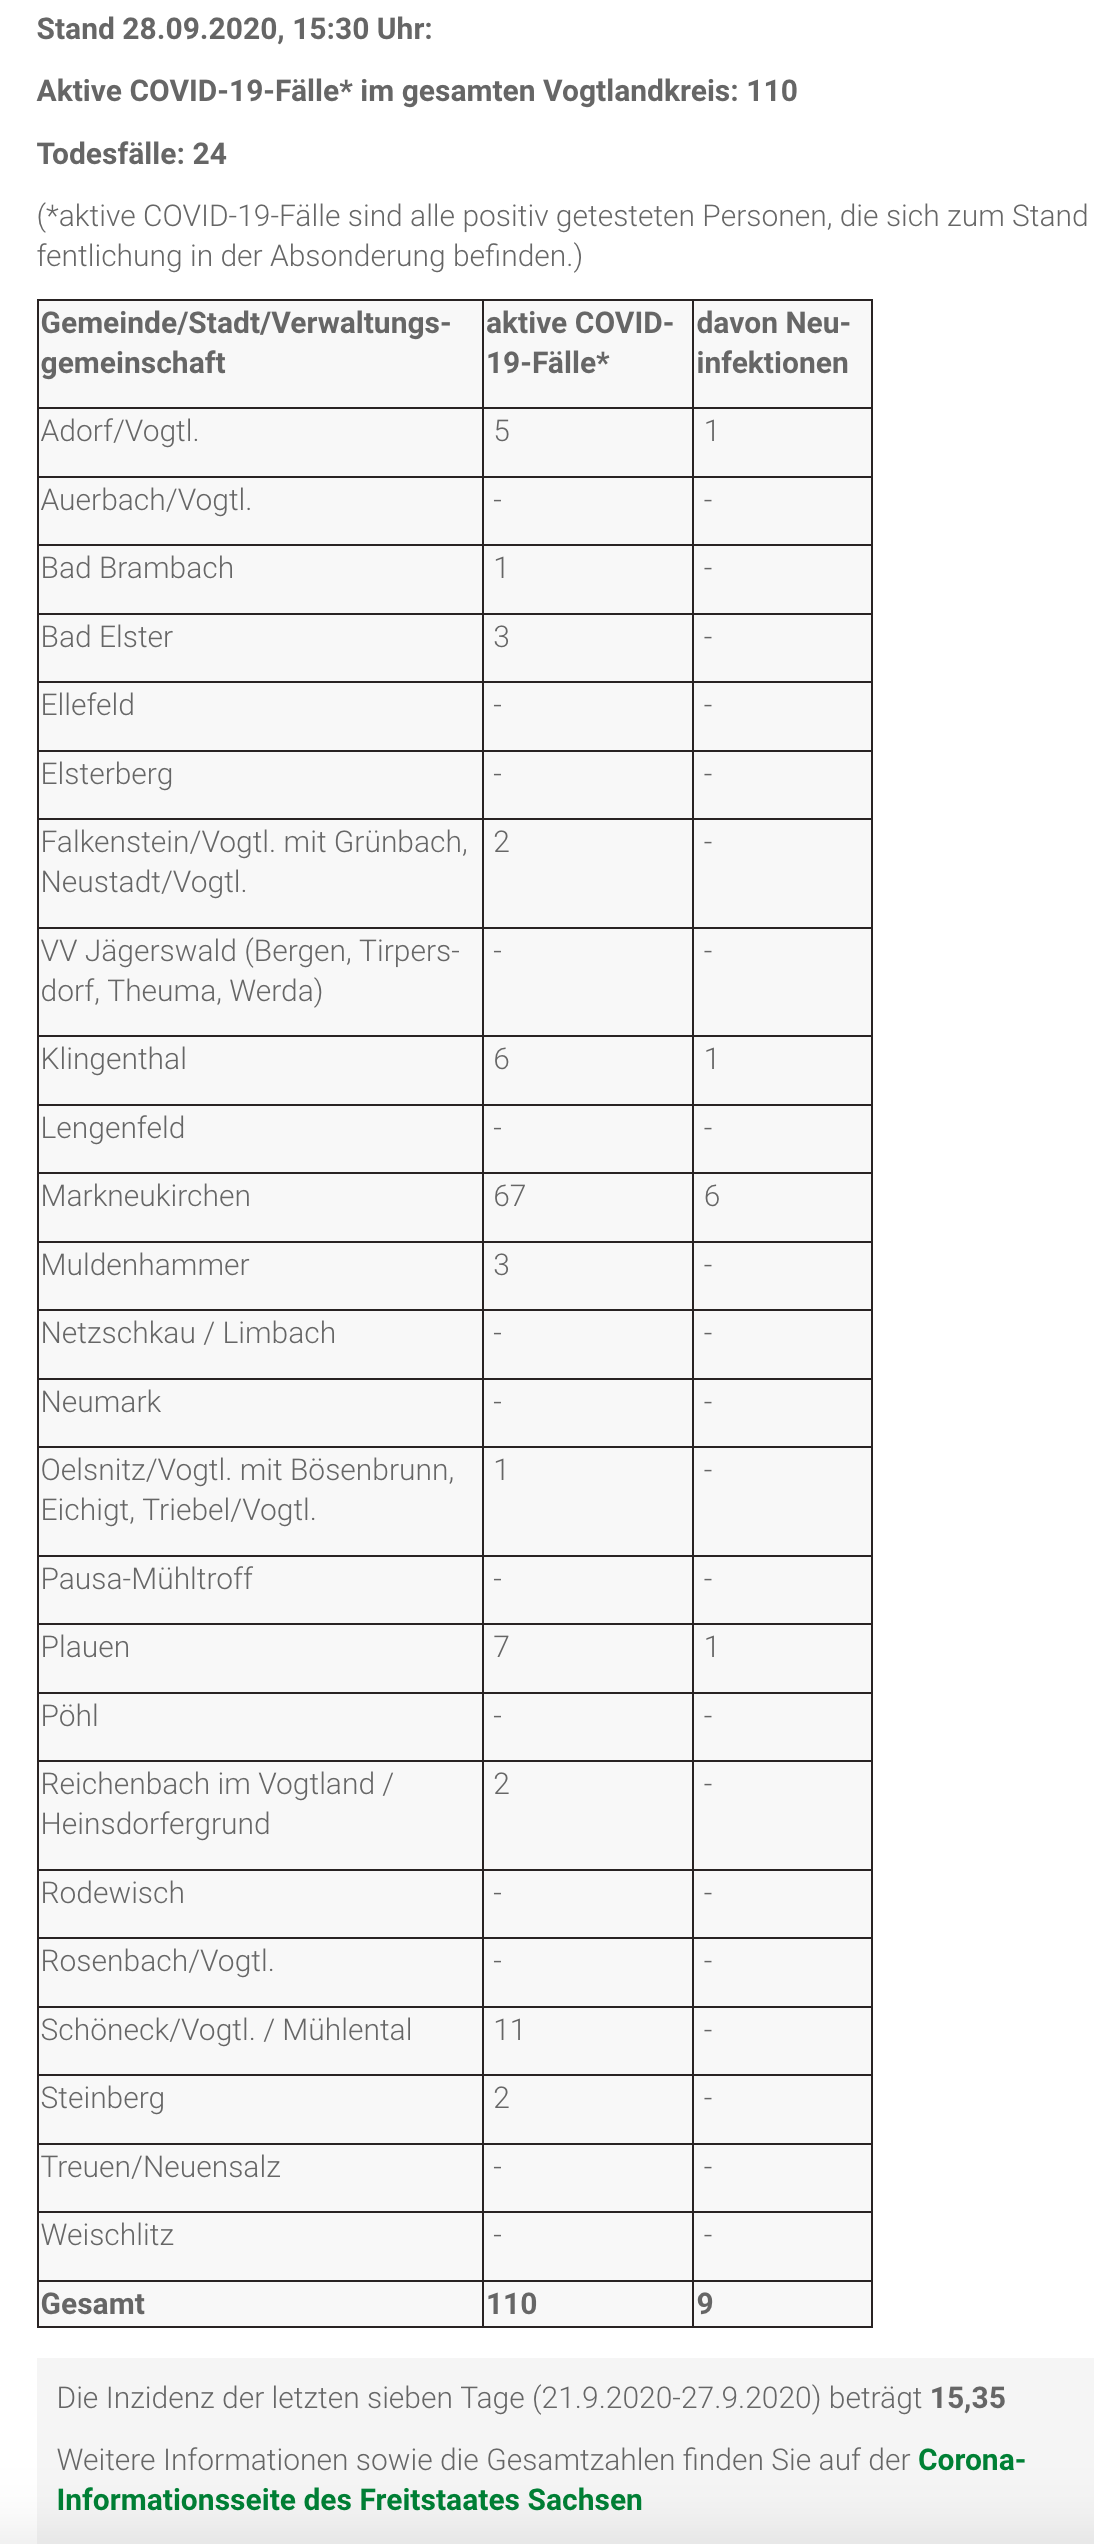 Stand 28.09.2020, 15:30 Uhr:
Aktive COVID-19-Fälle* im gesamten Vogtlandkreis: 110
Todesfälle: 24
(*aktive COVID-19-Fälle sind alle positiv getesteten Personen, die sich zum Stand
fentlichung in der Absonderung befinden.)
Gemeinde/Stadt/Verwaltungs- aktive COVID- davon Neu-
gemeinschaft 19-Fälle* infektionen
Adorf/Vogtl. 5 1
Auerbach/Vogtl. - -
Bad Brambach 1 -
Bad Elster 3 -
Ellefeld - -
Elsterberg - -
Falkenstein/Vogtl. mit Grünbach, 2 -
Neustadt/Vogtl.
VV Jägerswald (Bergen, Tirpers- - -
dorf, Theuma, Werda)
Klingenthal 6 1
Lengenfeld - -
Markneukirchen 67 6
Muldenhammer 3 -
Netzschkau / Limbach - -
Neumark - -
Oelsnitz/Vogtl. mit Bösenbrunn, 1 -
Eichigt, Triebel/Vogtl.
Pausa-Mühltroff - -
Plauen 7 1
Pöhl - -
Reichenbach im Vogtland / 2 -
Heinsdorfergrund
Rodewisch - -
Rosenbach/Vogtl. - -
Schöneck/Vogtl. / Mühlental 11 -
Steinberg 2 -
Treuen/Neuensalz - -
Weischlitz - -
Gesamt 110 9
Die Inzidenz der letzten sieben Tage (21.9.2020-27.9.2020) beträgt 15,35
Weitere Informationen sowie die Gesamtzahlen finden Sie auf der Corona-
Informationsseite des Freitstaates Sachsen